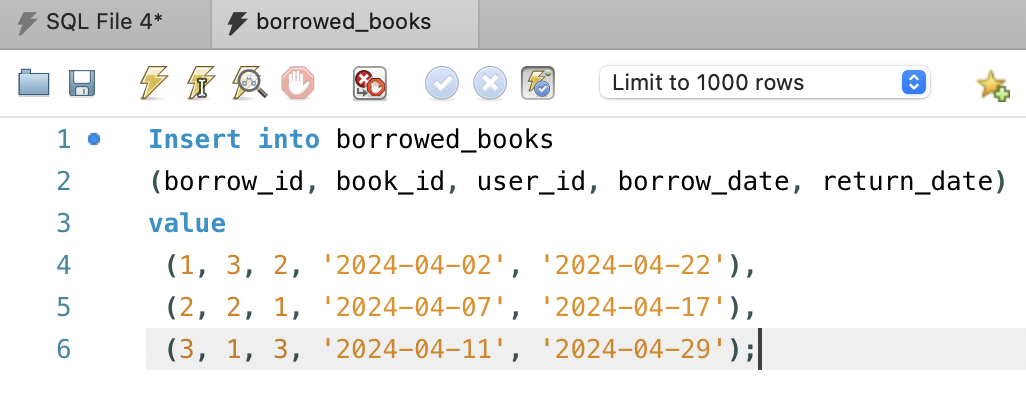 SQL File 4*
borrowed_books
Limit to 1000 rows
1 Insert into borrowed_books
2 (borrow_id, book_id, user_id, borrow_date, return_date)
3 value
4 (1, 3, 2, '2024-04-02', '2024-04-22'),
5 (2, 2, 1, '2024-04-07', '2024-04-17'),
6 (3, 1, 3, '2024-04-11', '2024-04-29');